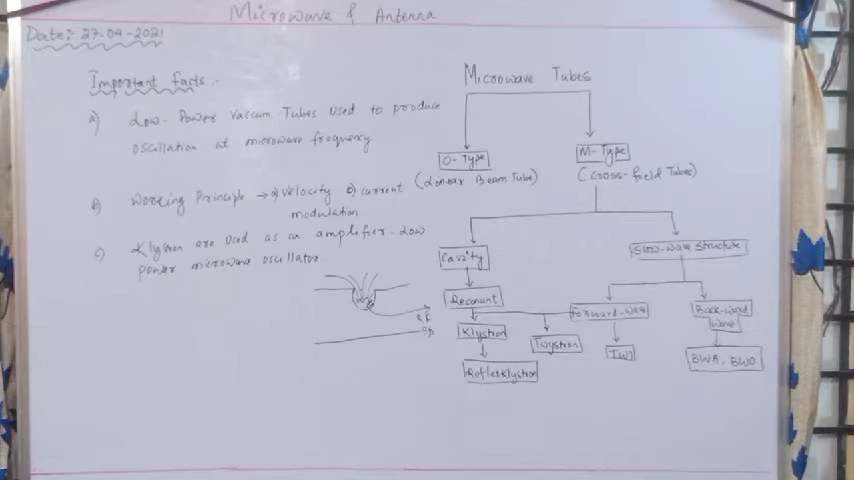 Microwave & Antenna
Date:- 27-04-2021
Important facts :-
a) Low-Power Vaccum Tubes used to produce
oscillation at microwave frequency
b) Working Principle → a) velocity b) current
modulation
c) Klystron are used as an amplifier. Low
power microwave oscillator
RF
o/p
Microwave Tubes
O-Type
(Linear Beam Tube)
M-Type
(Cross-field Tubes)
Cavity
Slow-wave structure
Resonant
Forward-wave
Back-ward
wave
Klystron
Twystron
TWT
BWA, BWO
Reflexklystron